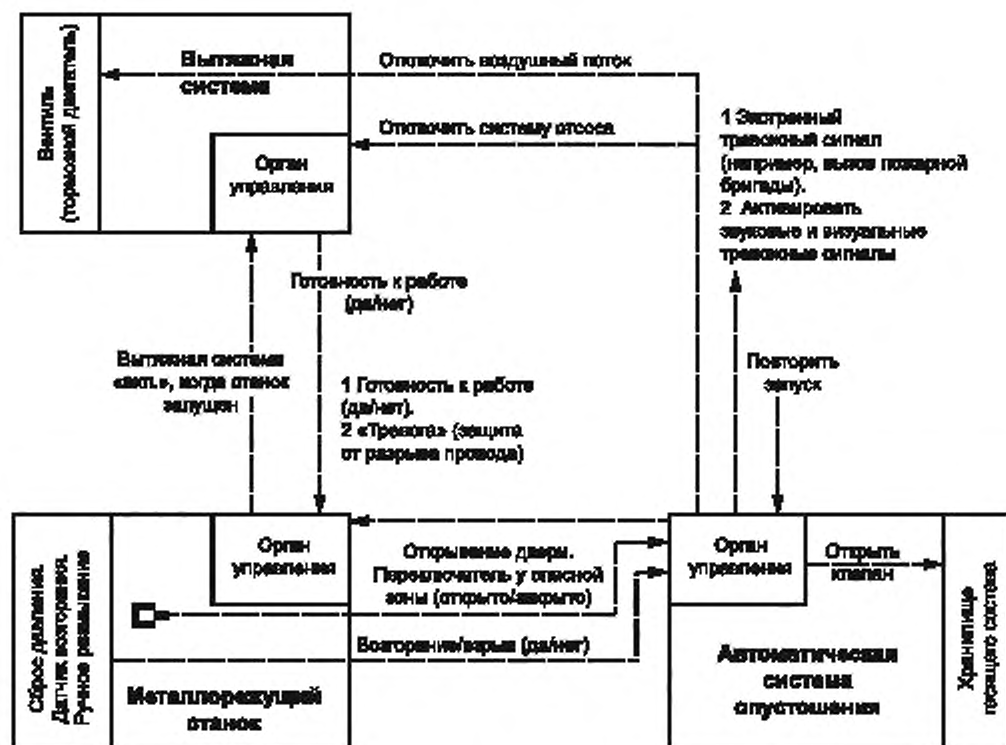 Вентиль
(тормозной двигатель)
Вытяжная
система
Орган
управления
Отключить воздушный поток
Отключить систему отсоса
1 Экстренный
тревожный сигнал
(например, вызов пожарной
бригады).
2 Активировать
звуковые и визуальные
тревожные сигналы
Готовность к работе
(да/нет)
Вытяжная система
«вкл.», когда станок
запущен
1 Готовность к работе
(да/нет).
2 «Тревога» (защита
от разрыва провода)
Повторить
запуск
Сброс давления.
Датчик возгорания.
Ручное размыкание
Орган
управления
Металлорежущий
станок
Открывание двери.
Переключатель у опасной
зоны (открыто/закрыто)
Возгорание/взрыв (да/нет)
Орган
управления
Открыть
клапан
Автоматическая
система
опустошения
Хранилище
гасящего состава